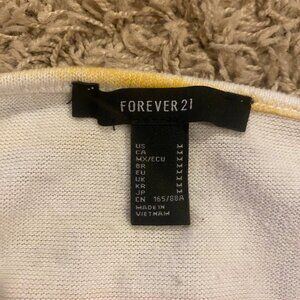 FOREVER 21
US M
CA M
MX/ECU M
BR M
EU M
UK M
KR M
JP M
CN 165/88A
MADE IN
VIETNAM